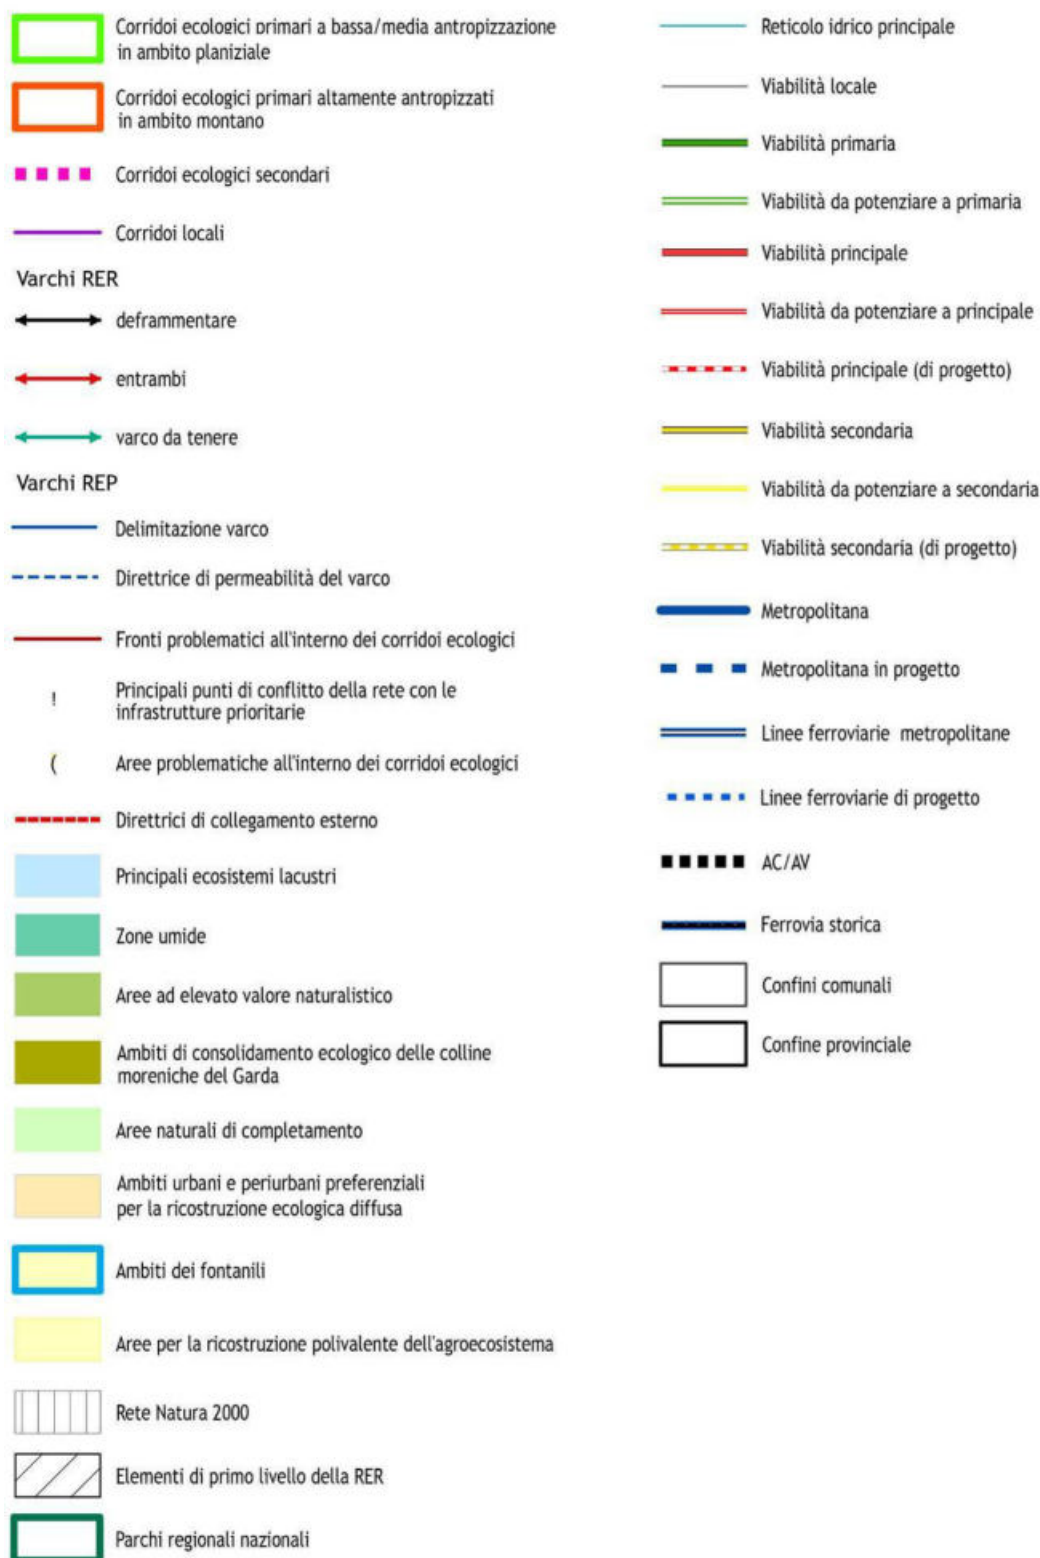 Corridoi ecologici primari a bassa/media antropizzazione
in ambito planiziale
Corridoi ecologici primari altamente antropizzati
in ambito montano
Corridoi ecologici secondari
Corridoi locali
Varchi RER
deframmentare
entrambi
varco da tenere
Varchi REP
Delimitazione varco
Direttrice di permeabilità del varco
Fronti problematici all'interno dei corridoi ecologici
! Principali punti di conflitto della rete con le
infrastrutture prioritarie
( Aree problematiche all'interno dei corridoi ecologici
Direttrici di collegamento esterno
Principali ecosistemi lacustri
Zone umide
Aree ad elevato valore naturalistico
Ambiti di consolidamento ecologico delle colline
moreniche del Garda
Aree naturali di completamento
Ambiti urbani e periurbani preferenziali
per la ricostruzione ecologica diffusa
Ambiti dei fontanili
Aree per la ricostruzione polivalente dell'agroecosistema
Rete Natura 2000
Elementi di primo livello della RER
Parchi regionali nazionali
Reticolo idrico principale
Viabilità locale
Viabilità primaria
Viabilità da potenziare a primaria
Viabilità principale
Viabilità da potenziare a principale
Viabilità principale (di progetto)
Viabilità secondaria
Viabilità da potenziare a secondaria
Viabilità secondaria (di progetto)
Metropolitana
Metropolitana in progetto
Linee ferroviarie metropolitane
Linee ferroviarie di progetto
AC/AV
Ferrovia storica
Confini comunali
Confine provinciale